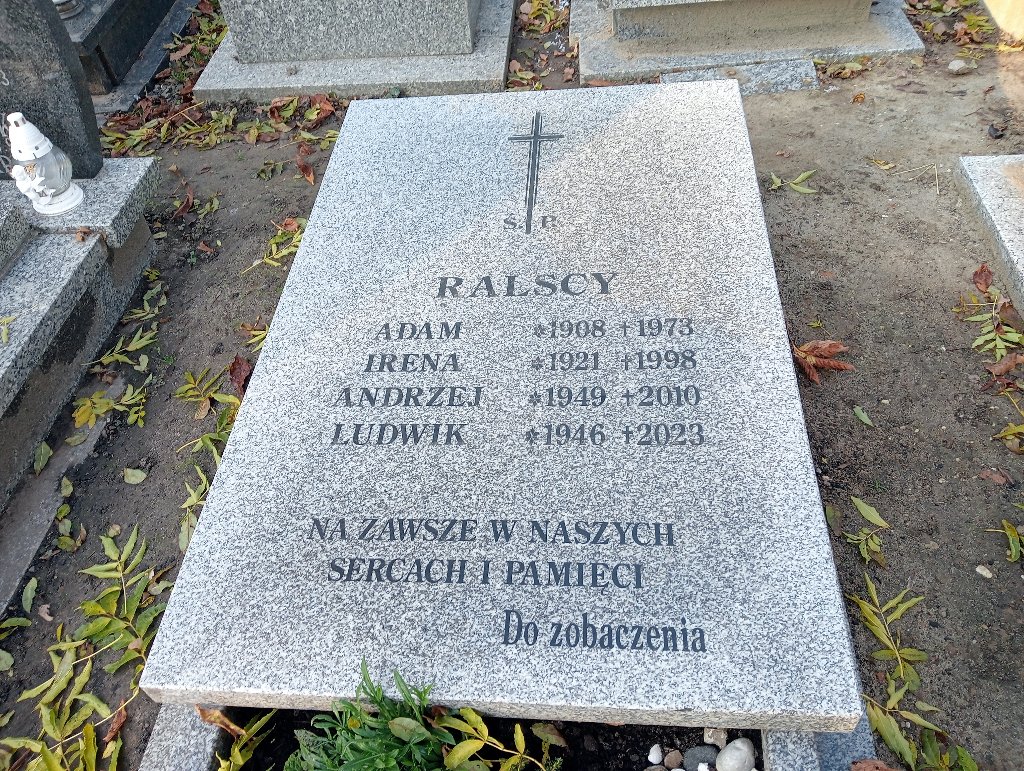 Ś. P.
RALSCY
ADAM *1908 †1973
IRENA *1921 †1998
ANDRZEJ *1949 †2010
LUDWIK *1946 †2023
NA ZAWSZE W NASZYCH
SERCACH I PAMIĘCI
Do zobaczenia